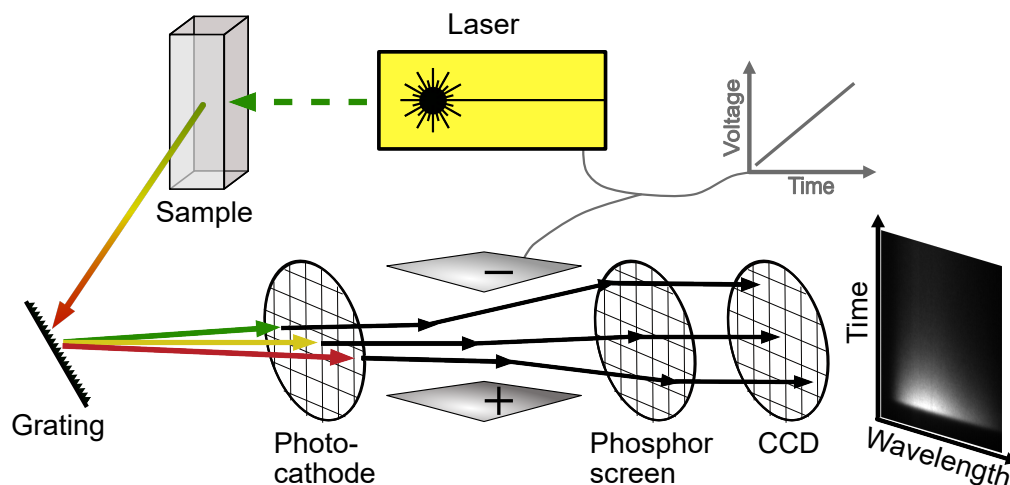 Laser
Voltage
Time
Sample
−
+
Grating
Photo-
cathode
Phosphor
screen
CCD
Time
Wavelength